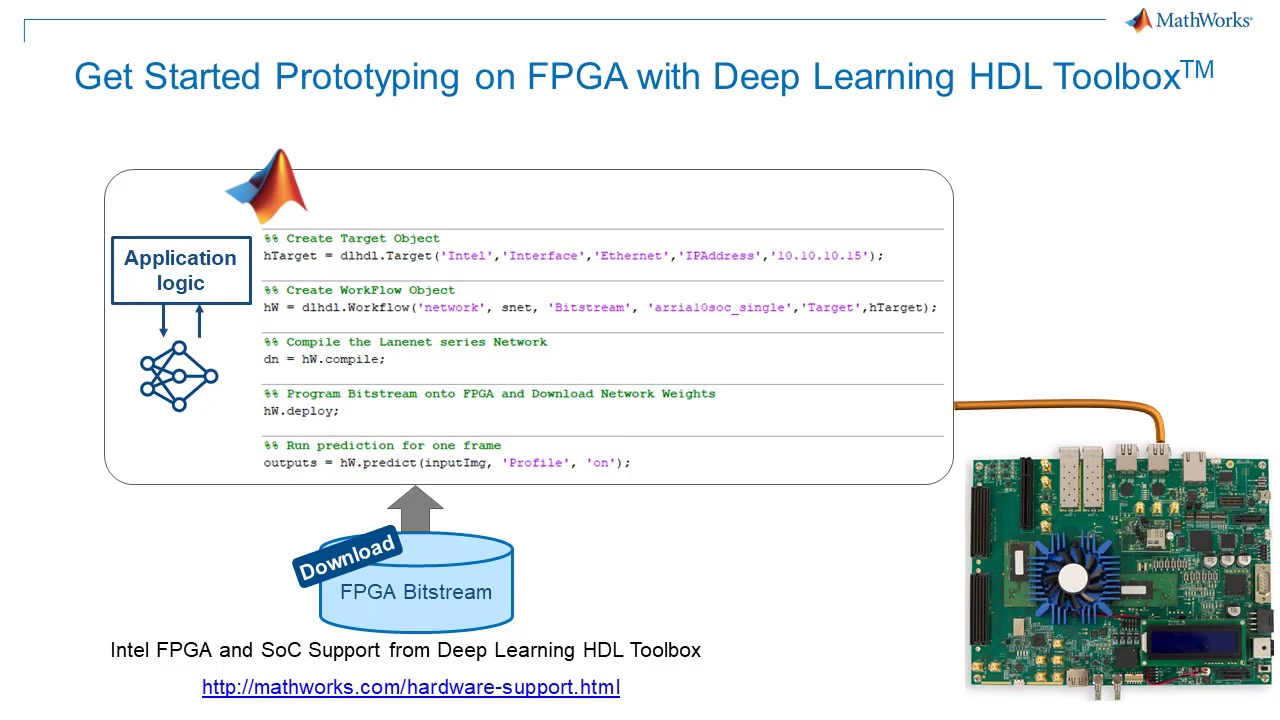 MathWorks®
Get Started Prototyping on FPGA with Deep Learning HDL Toolbox™
Application
logic
%% Create Target Object
hTarget = dlhdl.Target('Intel','Interface','Ethernet','IPAddress','10.10.10.15');
%% Create WorkFlow Object
hW = dlhdl.Workflow('network', snet, 'Bitstream', 'arria10soc_single','Target',hTarget);
%% Compile the Lanenet series Network
dn = hW.compile;
%% Program Bitstream onto FPGA and Download Network Weights
hW.deploy;
%% Run prediction for one frame
outputs = hW.predict(inputImg, 'Profile', 'on');
Download
FPGA Bitstream
Intel FPGA and SoC Support from Deep Learning HDL Toolbox
http://mathworks.com/hardware-support.html